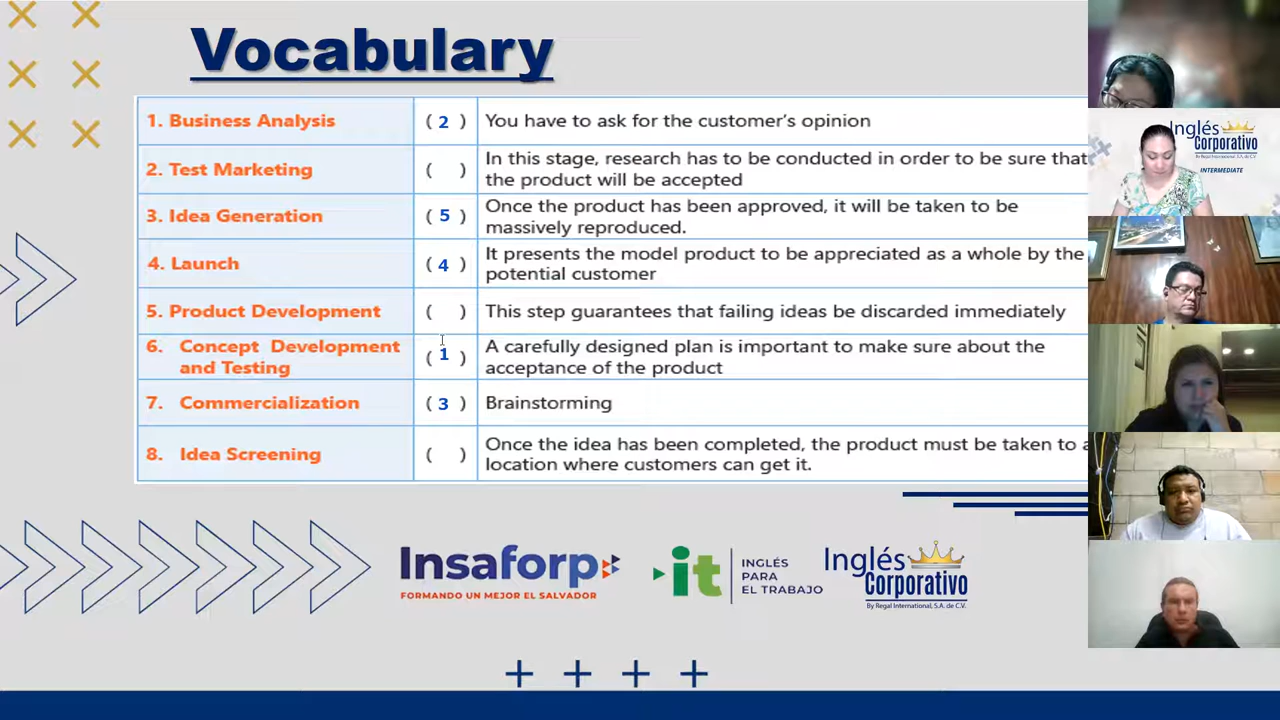 Vocabulary
1. Business Analysis ( 2 ) You have to ask for the customer's opinion
2. Test Marketing ( ) In this stage, research has to be conducted in order to be sure that
the product will be accepted
3. Idea Generation ( 5 ) Once the product has been approved, it will be taken to be
massively reproduced.
4. Launch ( 4 ) It presents the model product to be appreciated as a whole by the
potential customer
5. Product Development ( ) This step guarantees that failing ideas be discarded immediately
6. Concept Development
and Testing
( 1 ) A carefully designed plan is important to make sure about the
acceptance of the product
7. Commercialization ( 3 ) Brainstorming
8. Idea Screening ( ) Once the idea has been completed, the product must be taken to a
location where customers can get it.
Insaforp
FORMANDO UN MEJOR EL SALVADOR
it
INGLÉS
PARA
EL TRABAJO
Inglés
Corporativo
By Regal International, S.A. de C.V.
Inglés
Corporativo
By Regal International, S.A. de C.V.
INTERMEDIATE